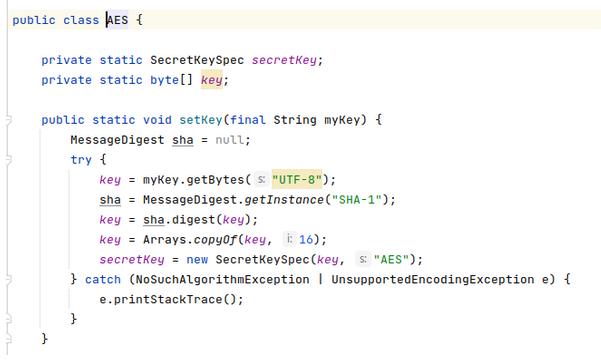 public class AES {
private static SecretKeySpec secretKey;
private static byte[] key;
public static void setKey(final String myKey) {
MessageDigest sha = null;
try {
key = myKey.getBytes( s: "UTF-8");
sha = MessageDigest.getInstance("SHA-1");
key = sha.digest(key);
key = Arrays.copyOf(key, i: 16);
secretKey = new SecretKeySpec(key, s: "AES");
} catch (NoSuchAlgorithmException | UnsupportedEncodingException e) {
e.printStackTrace();
}
}